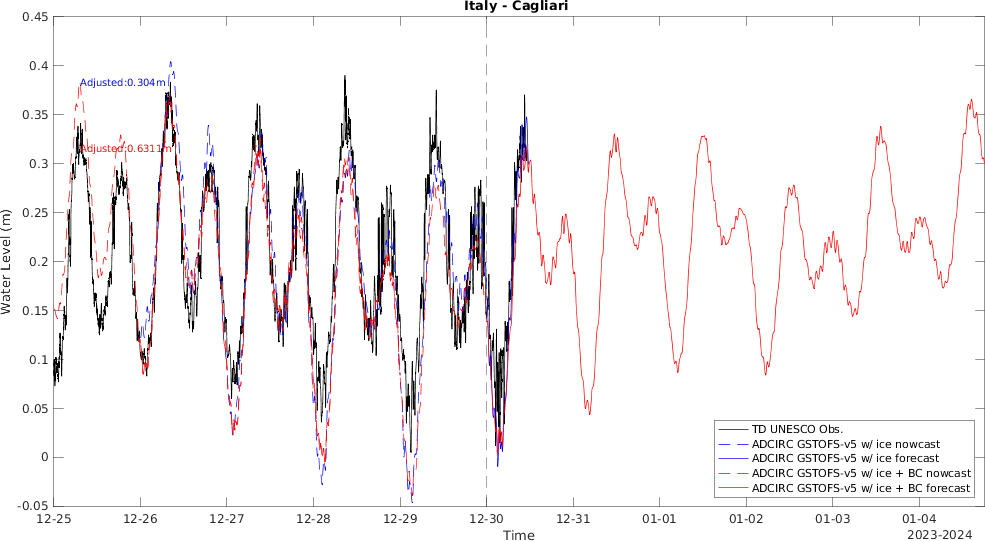 Italy - Cagliari
0.45
0.4
0.35
0.3
0.25
0.2
0.15
0.1
0.05
0
-0.05
Water Level (m)
Adjusted:0.304m
Adjusted:0.6311m
TD UNESCO Obs.
ADCIRC GSTOFS-v5 w/ ice nowcast
ADCIRC GSTOFS-v5 w/ ice forecast
ADCIRC GSTOFS-v5 w/ ice + BC nowcast
ADCIRC GSTOFS-v5 w/ ice + BC forecast
12-25 12-26 12-27 12-28 12-29 12-30 12-31 01-01 01-02 01-03 01-04
Time
2023-2024